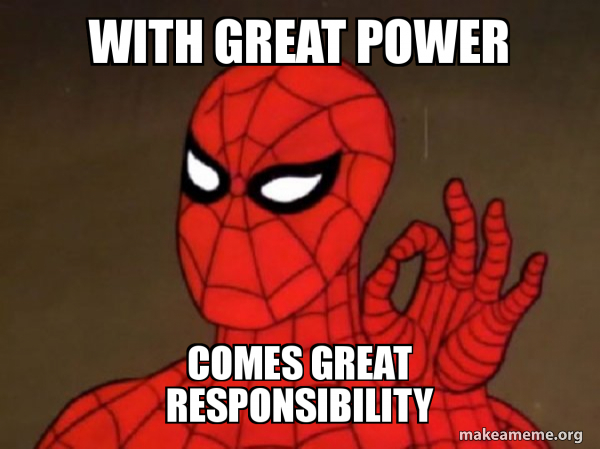 WITH GREAT POWER
COMES GREAT
RESPONSIBILITY
makeameme.org